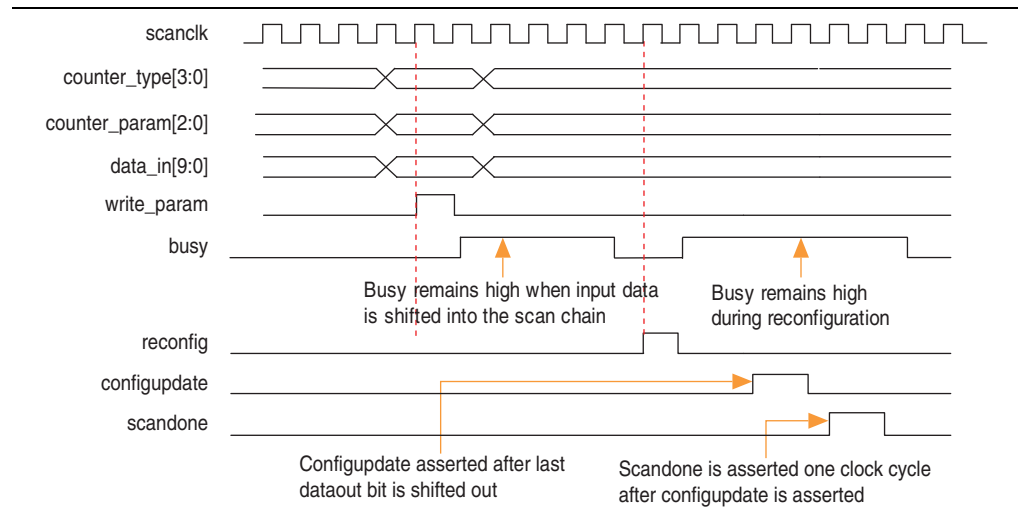 scanclk
counter_type[3:0]
counter_param[2:0]
data_in[9:0]
write_param
busy
Busy remains high when input data
is shifted into the scan chain
Busy remains high
during reconfiguration
reconfig
configupdate
scandone
Configupdate asserted after last
dataout bit is shifted out
Scandone is asserted one clock cycle
after configupdate is asserted